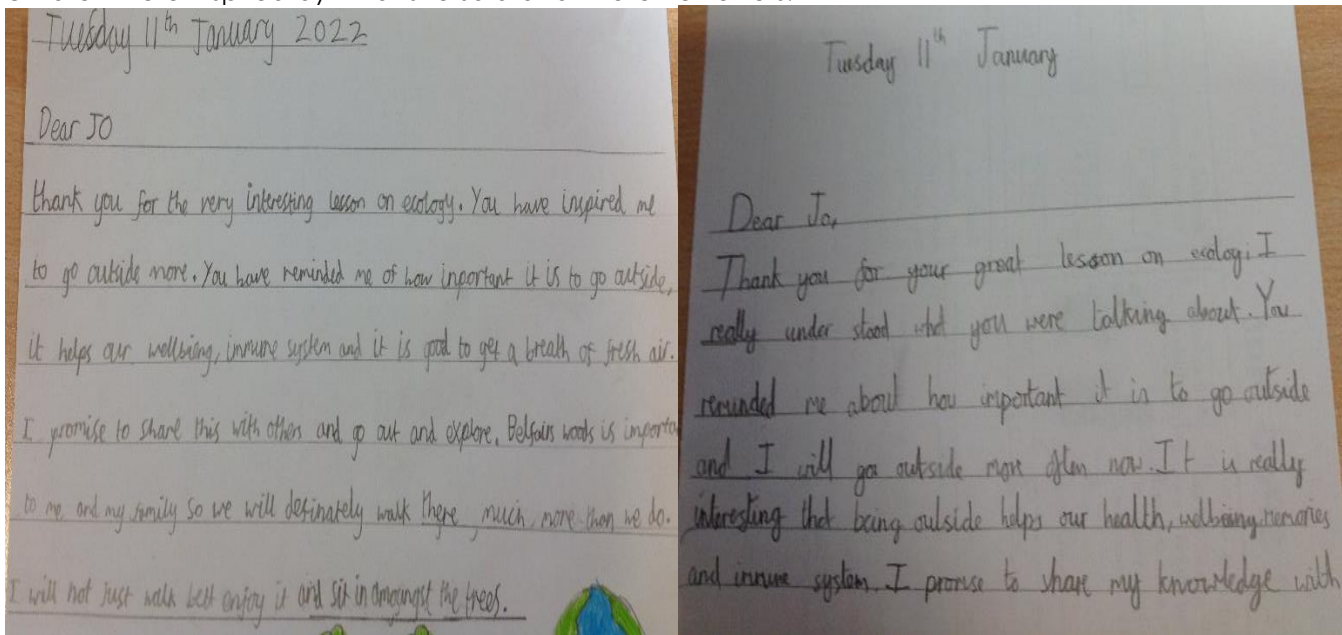 Tuesday 11th January 2022
Dear JO
thank you for the very interesting lesson on ecology. You have inspired me
to go outside more. You have reminded me of how inportant it is to go outside,
it helps our wellbiang, immune system and it is good to get a breath of fresh air.
I promise to share this with others and go out and explore. Belfairs woods is importa
to me and my family so we will definately walk there much, more than we do.
I will not just walk bett enjoy it and sit in amoungst the trees.
Tuesday 11th January
Dear Jo,
Thank you for your great lesson on ecologi I
really under stood what you were talking about. You
reminded me about how important it is to go outside
and I will go outside more often now. It is really
interesting that being outside helps our health, wellbeing, memories
and immune system. I promise to share my knowledge with